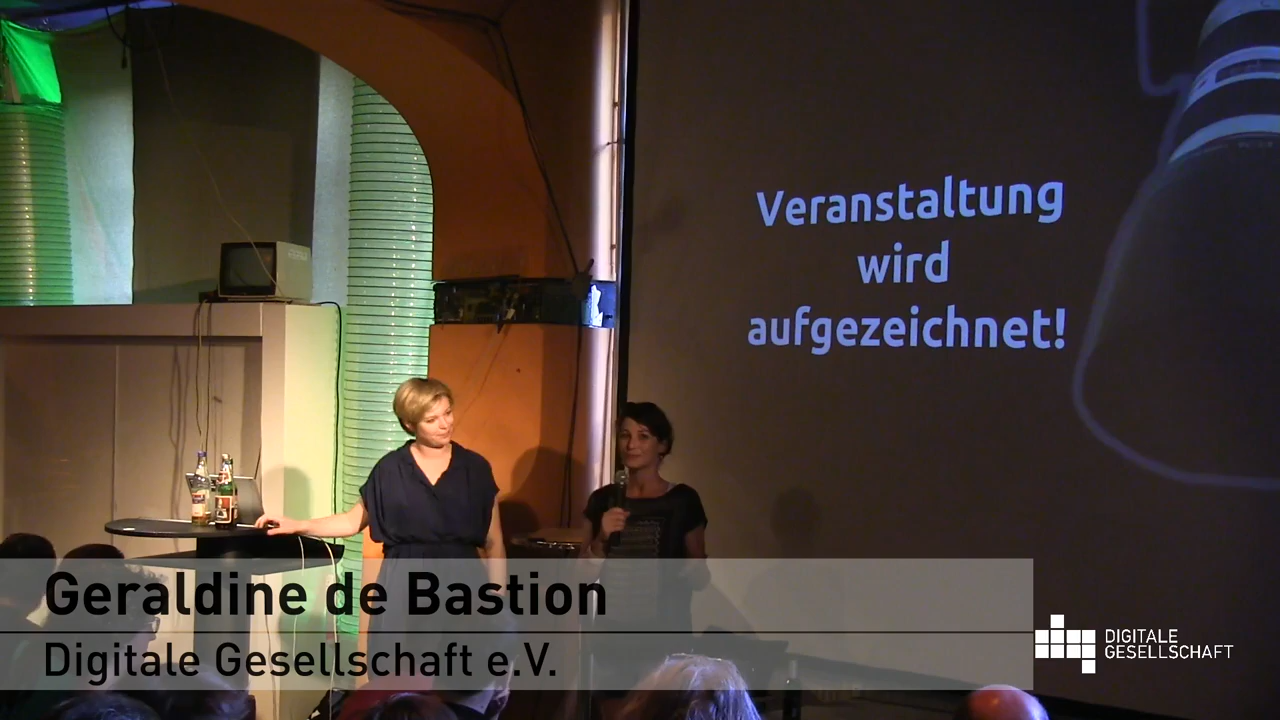 Veranstaltung
wird
aufgezeichnet!
Geraldine de Bastion
Digitale Gesellschaft e.V.
DIGITALE
GESELLSCHAFT